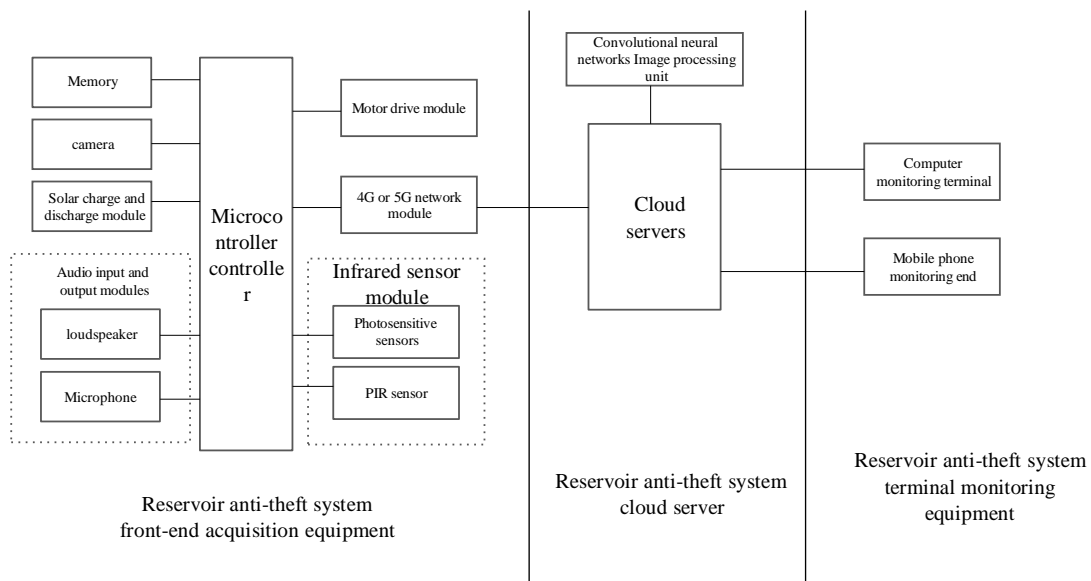 Memory
camera
Solar charge and
discharge module
Audio input and
output modules
loudspeaker
Microphone
Microco
ntroller
controlle
r
Motor drive module
4G or 5G network
module
Infrared sensor
module
Photosensitive
sensors
PIR sensor
Reservoir anti-theft system
front-end acquisition equipment
Convolutional neural
networks Image processing
unit
Cloud
servers
Reservoir anti-theft system
cloud server
Computer
monitoring terminal
Mobile phone
monitoring end
Reservoir anti-theft system
terminal monitoring
equipment